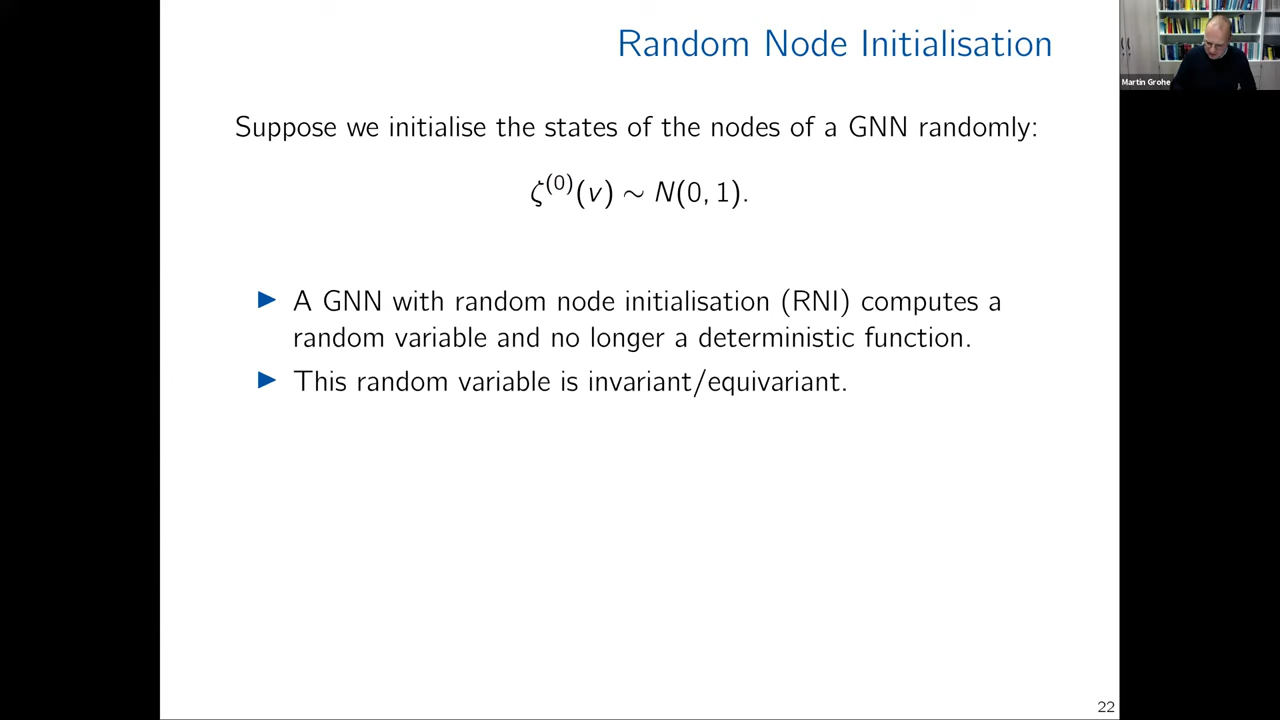 Random Node Initialisation
Martin Grohe
Suppose we initialise the states of the nodes of a GNN randomly:
ζ⁽⁰⁾(v) ∼ N(0, 1).
▶ A GNN with random node initialisation (RNI) computes a
random variable and no longer a deterministic function.
▶ This random variable is invariant/equivariant.
22